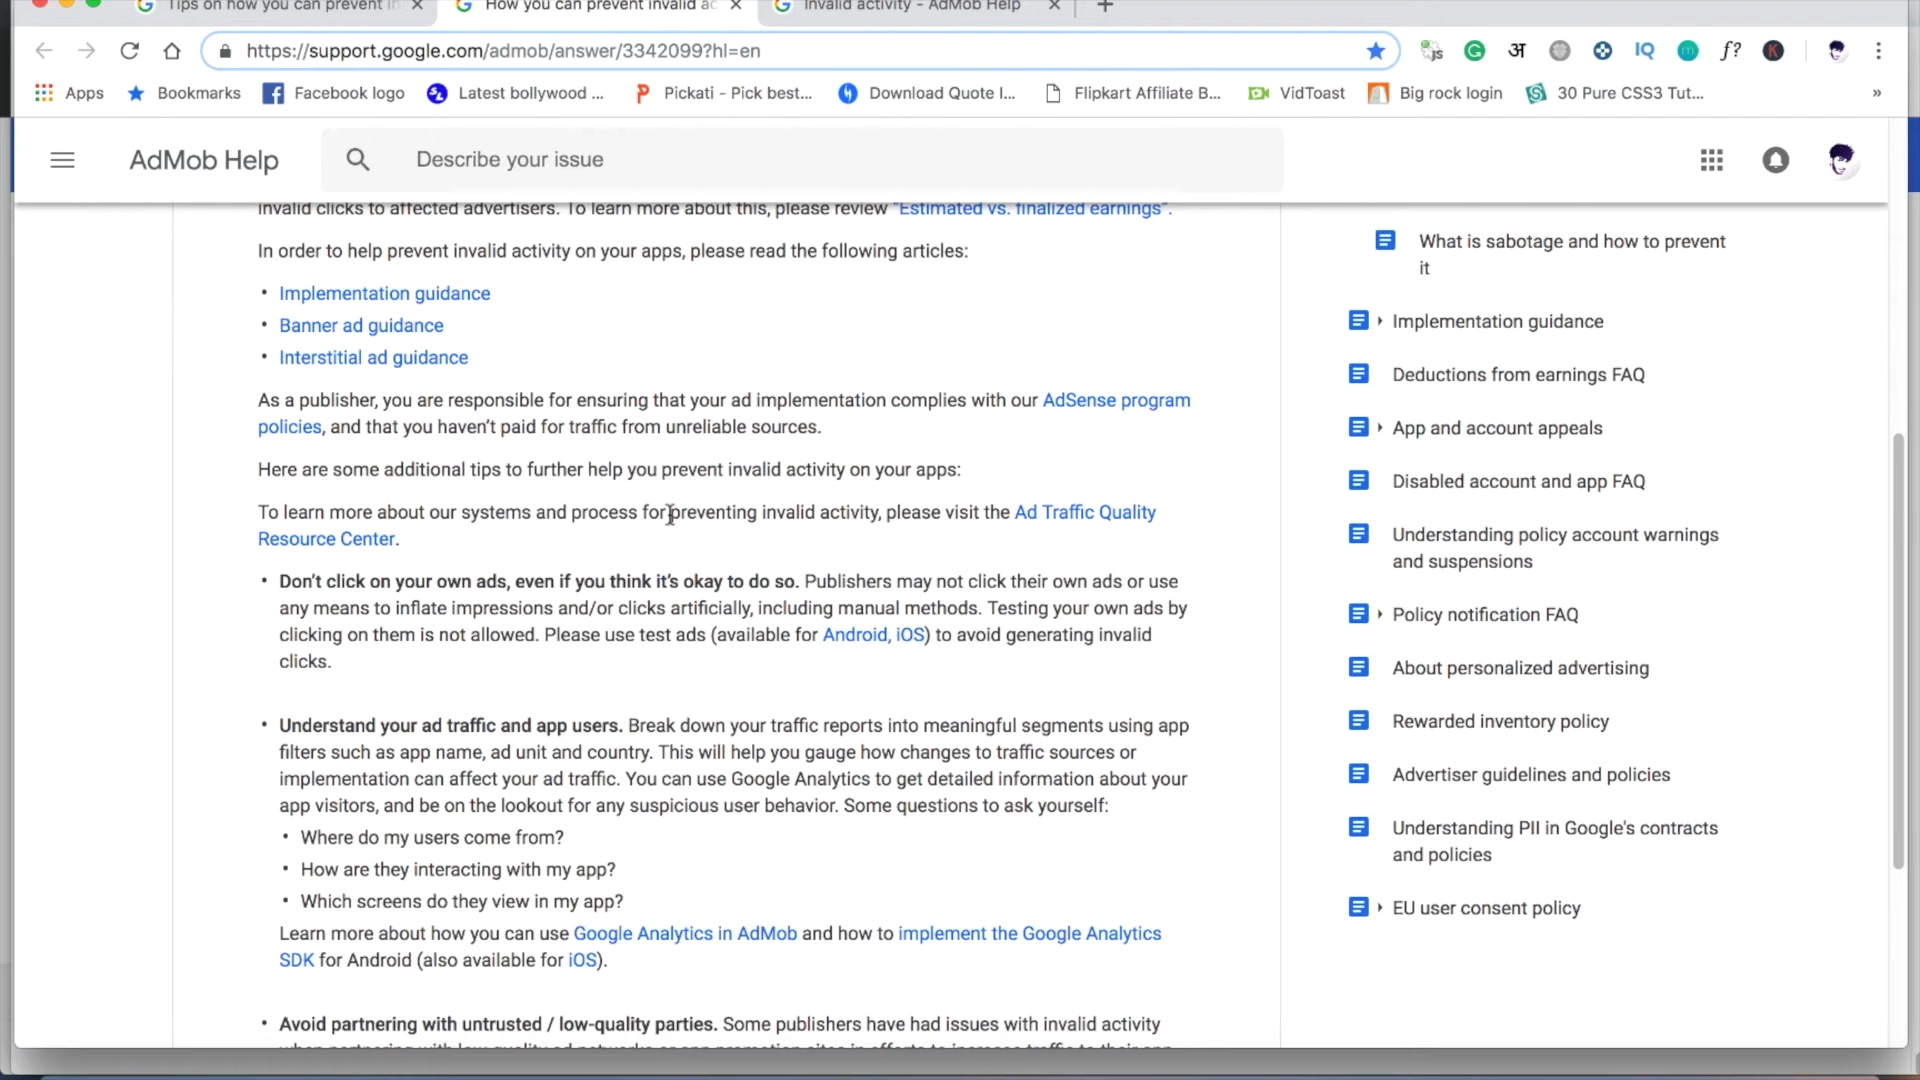 Tips on how you can prevent in
How you can prevent invalid ac
Invalid activity - AdMob Help
https://support.google.com/admob/answer/3342099?hl=en
Apps
Bookmarks
Facebook logo
Latest bollywood ...
Pickati - Pick best...
Download Quote I...
Flipkart Affiliate B...
VidToast
Big rock login
30 Pure CSS3 Tut...
»
AdMob Help
Describe your issue
invalid clicks to affected advertisers. To learn more about this, please review "Estimated vs. finalized earnings".
In order to help prevent invalid activity on your apps, please read the following articles:
• Implementation guidance
• Banner ad guidance
• Interstitial ad guidance
As a publisher, you are responsible for ensuring that your ad implementation complies with our AdSense program
policies, and that you haven't paid for traffic from unreliable sources.
Here are some additional tips to further help you prevent invalid activity on your apps:
To learn more about our systems and process for preventing invalid activity, please visit the Ad Traffic Quality
Resource Center.
• Don't click on your own ads, even if you think it's okay to do so. Publishers may not click their own ads or use
any means to inflate impressions and/or clicks artificially, including manual methods. Testing your own ads by
clicking on them is not allowed. Please use test ads (available for Android, iOS) to avoid generating invalid
clicks.
• Understand your ad traffic and app users. Break down your traffic reports into meaningful segments using app
filters such as app name, ad unit and country. This will help you gauge how changes to traffic sources or
implementation can affect your ad traffic. You can use Google Analytics to get detailed information about your
app visitors, and be on the lookout for any suspicious user behavior. Some questions to ask yourself:
• Where do my users come from?
• How are they interacting with my app?
• Which screens do they view in my app?
Learn more about how you can use Google Analytics in AdMob and how to implement the Google Analytics
SDK for Android (also available for iOS).
• Avoid partnering with untrusted / low-quality parties. Some publishers have had issues with invalid activity
What is sabotage and how to prevent
it
Implementation guidance
Deductions from earnings FAQ
App and account appeals
Disabled account and app FAQ
Understanding policy account warnings
and suspensions
Policy notification FAQ
About personalized advertising
Rewarded inventory policy
Advertiser guidelines and policies
Understanding PII in Google's contracts
and policies
EU user consent policy